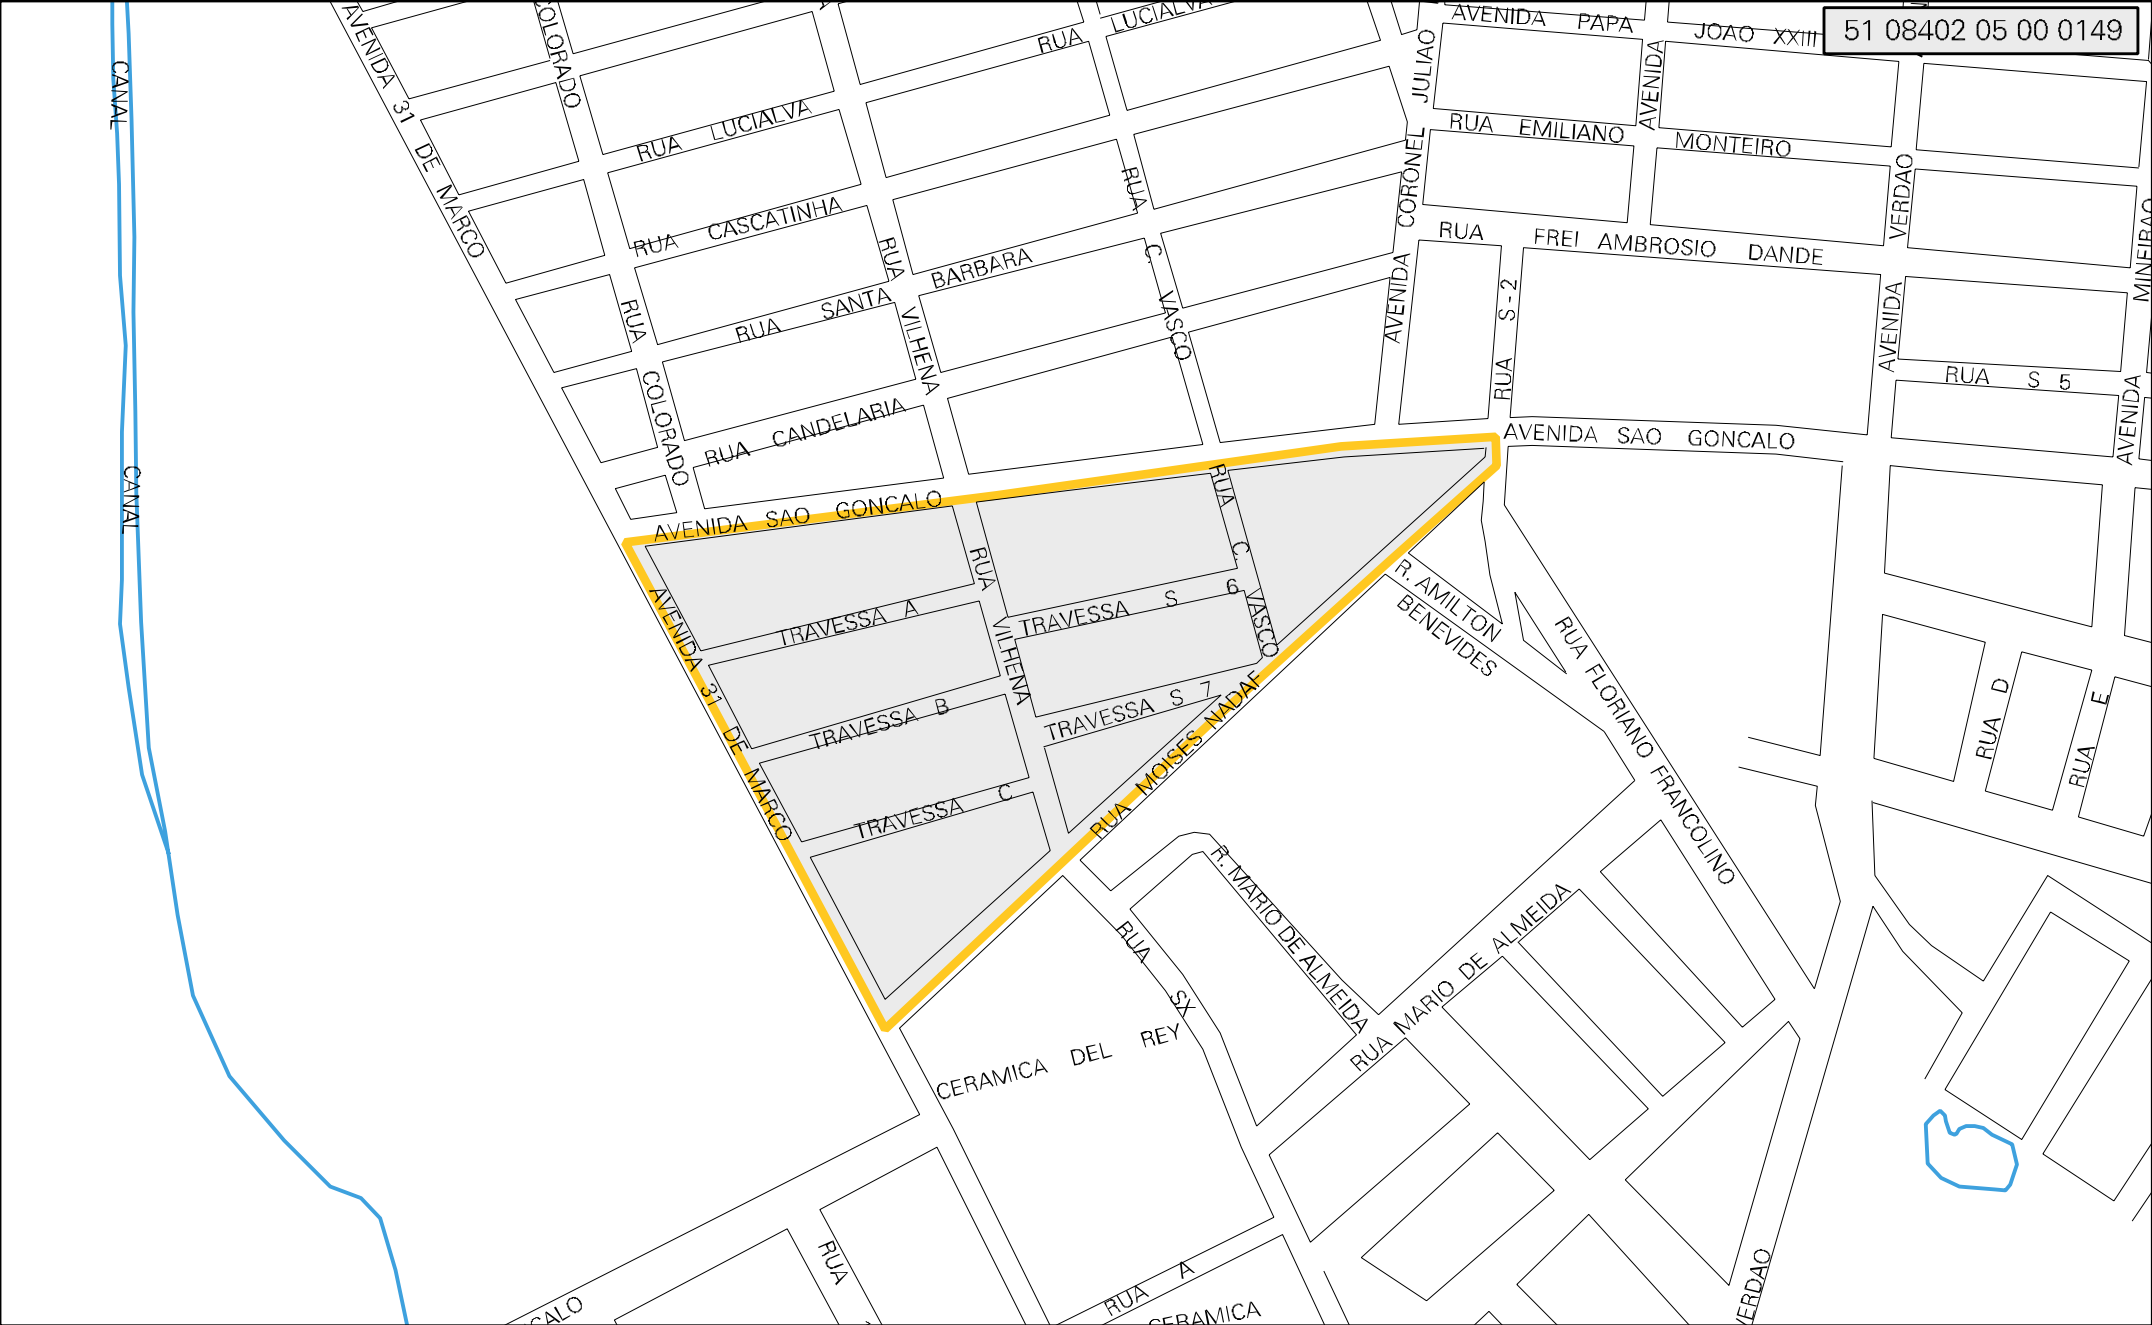 51 08402 05 00 0149
AVENIDA PAPA JOAO XXIII
CANAL
CANAL
AVENIDA 31 DE MARCO
COLORADO
RUA LUCIALVA
RUA LUCIALVA
RUA CASCATINHA
RUA SANTA BARBARA
RUA CANDELARIA
RUA COLORADO
RUA VILHENA
RUA C. VASCO
AVENIDA CORONEL JULIAO
AVENIDA
RUA EMILIANO MONTEIRO
RUA FREI AMBROSIO DANDE
RUA S-2
AVENIDA VERDAO
AVENIDA MINEIRAO
RUA S 5
AVENIDA SAO GONCALO
AVENIDA SAO GONCALO
AVENIDA 31 DE MARCO
TRAVESSA A
TRAVESSA B
TRAVESSA C
RUA VILHENA
TRAVESSA S 6
TRAVESSA S 7
RUA C. VASCO
RUA MOISES NADAF
R. AMILTON
BENEVIDES
RUA FLORIANO FRANCOLINO
RUA D
RUA E
R. MARIO DE ALMEIDA
RUA MARIO DE ALMEIDA
RUA SX
CERAMICA DEL REY
RUA
RUA A
CERAMICA
CALO
VERDAO